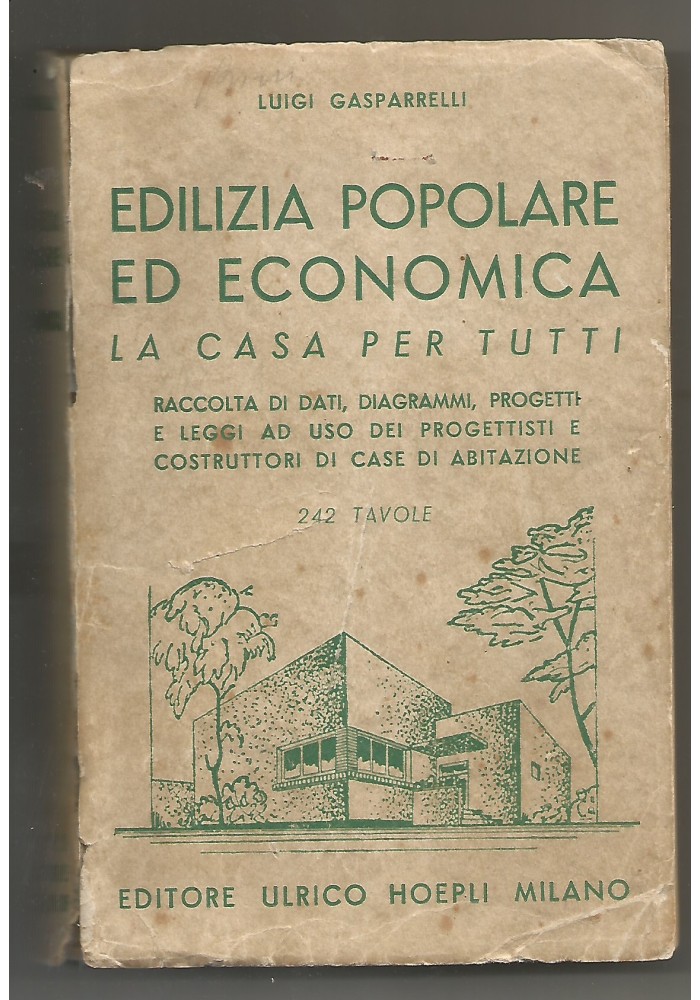 LUIGI GASPARRELLI
EDILIZIA POPOLARE
ED ECONOMICA
LA CASA PER TUTTI
RACCOLTA DI DATI, DIAGRAMMI, PROGETTI
E LEGGI AD USO DEI PROGETTISTI E
COSTRUTTORI DI CASE DI ABITAZIONE
242 TAVOLE
EDITORE ULRICO HOEPLI MILANO